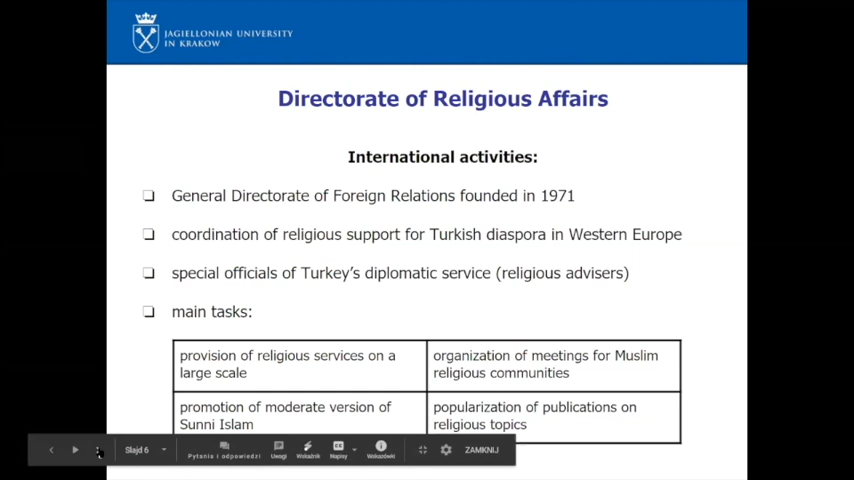 JAGIELLONIAN UNIVERSITY
IN KRAKOW
Directorate of Religious Affairs
International activities:
General Directorate of Foreign Relations founded in 1971
coordination of religious support for Turkish diaspora in Western Europe
special officials of Turkey's diplomatic service (religious advisers)
main tasks:
provision of religious services on a
large scale
organization of meetings for Muslim
religious communities
promotion of moderate version of
Sunni Islam
popularization of publications on
religious topics
Slajd 6
Pytania i odpowiedzi
Uwagi
Wskaźnik
Napisy
Wskazówki
ZAMKNIJ